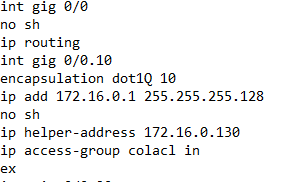 int gig 0/0
no sh
ip routing
int gig 0/0.10
encapsulation dot1Q 10
ip add 172.16.0.1 255.255.255.128
no sh
ip helper-address 172.16.0.130
ip access-group colacl in
ex